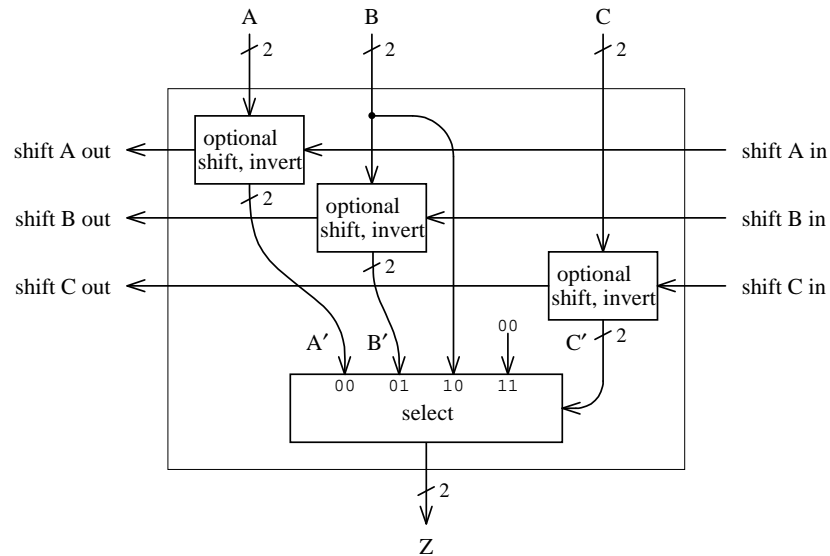 A B C
2 2 2
shift A out optional shift A in
shift, invert
2
shift B out optional shift B in
shift, invert
2
shift C out optional shift C in
shift, invert
00
A′ B′ C′ 2
00 01 10 11
select
2
Z